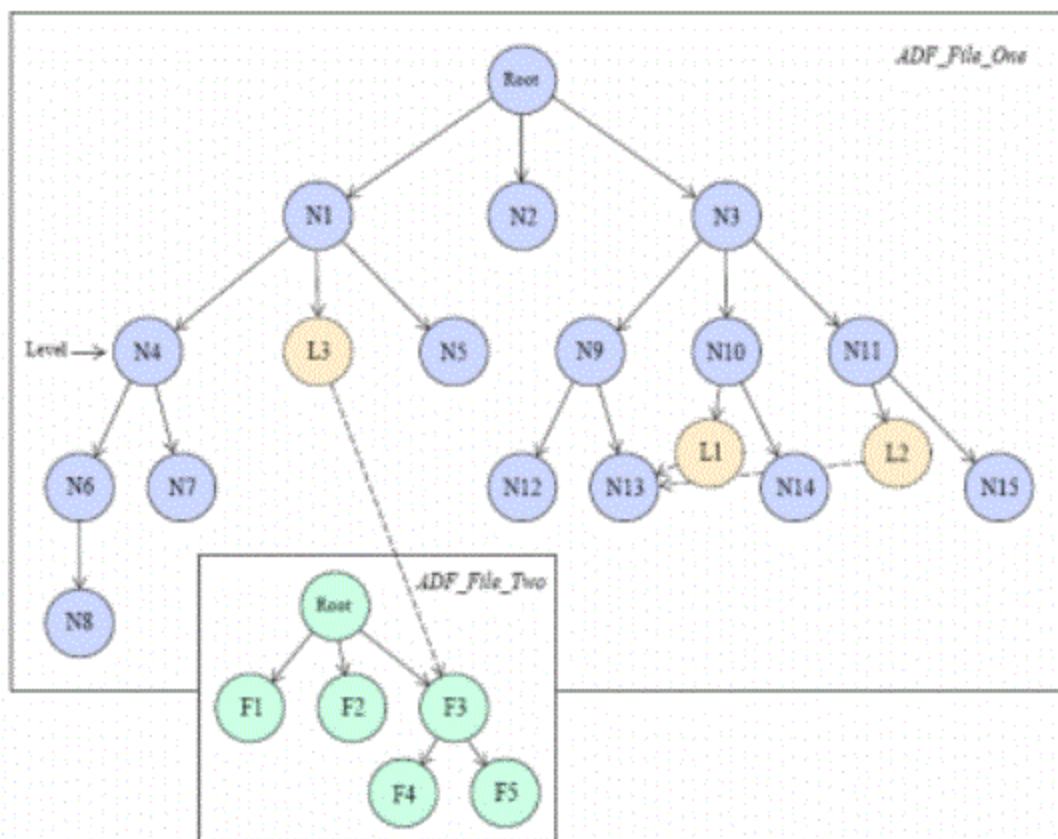 ADF_File_One
Root
N1
N2
N3
Level
N4
L3
N5
N9
N10
N11
L1
L2
N6
N7
N12
N13
N14
N15
N8
ADF_File_Two
Root
F1
F2
F3
F4
F5